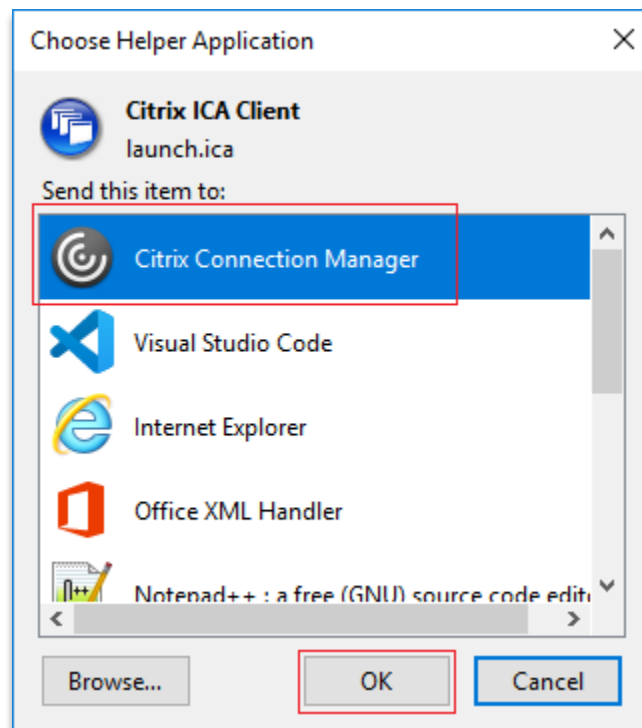 Choose Helper Application
Citrix ICA Client
launch.ica
Send this item to:
Citrix Connection Manager
Visual Studio Code
Internet Explorer
Office XML Handler
Notepad++ : a free (GNU) source code edit
Browse...
OK
Cancel